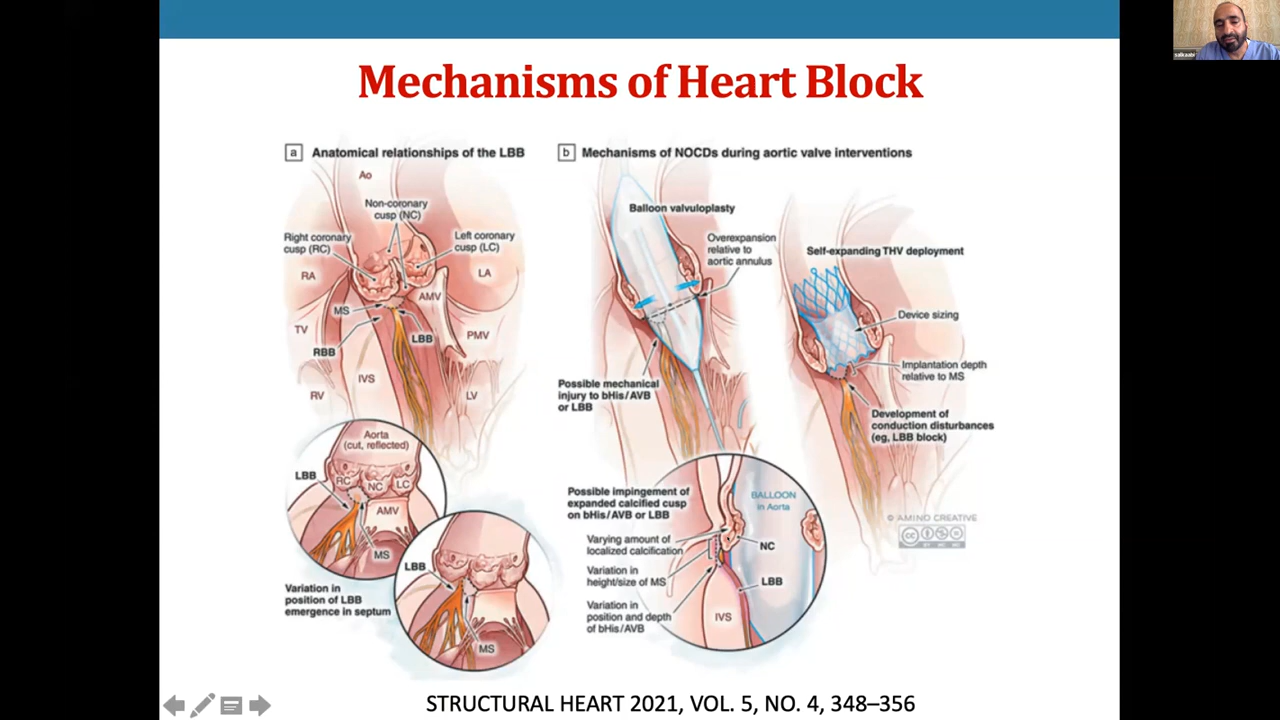 Mechanisms of Heart Block
a Anatomical relationships of the LBB
Ao
Non-coronary
cusp (NC)
Right coronary
cusp (RC)
Left coronary
cusp (LC)
RA
LA
AMV
MS
TV
LBB
PMV
RBB
IVS
RV
LV
Aorta
(cut, reflected)
LBB
RC
NC
LC
AMV
MS
LBB
MS
Variation in
position of LBB
emergence in septum
b Mechanisms of NOCDs during aortic valve interventions
Balloon valvuloplasty
Overexpansion
relative to
aortic annulus
Possible mechanical
injury to bHis/AVB
or LBB
Self-expanding THV deployment
Device sizing
Implantation depth
relative to MS
Development of
conduction disturbances
(eg, LBB block)
Possible impingement of
expanded calcified cusp
on bHis/AVB or LBB
Varying amount of
localized calcification
Variation in
height/size of MS
Variation in
position and depth
of bHis/AVB
BALLOON
in Aorta
NC
LBB
IVS
© AMINO CREATIVE
cc
BY NC ND
STRUCTURAL HEART 2021, VOL. 5, NO. 4, 348–356
salkaabi